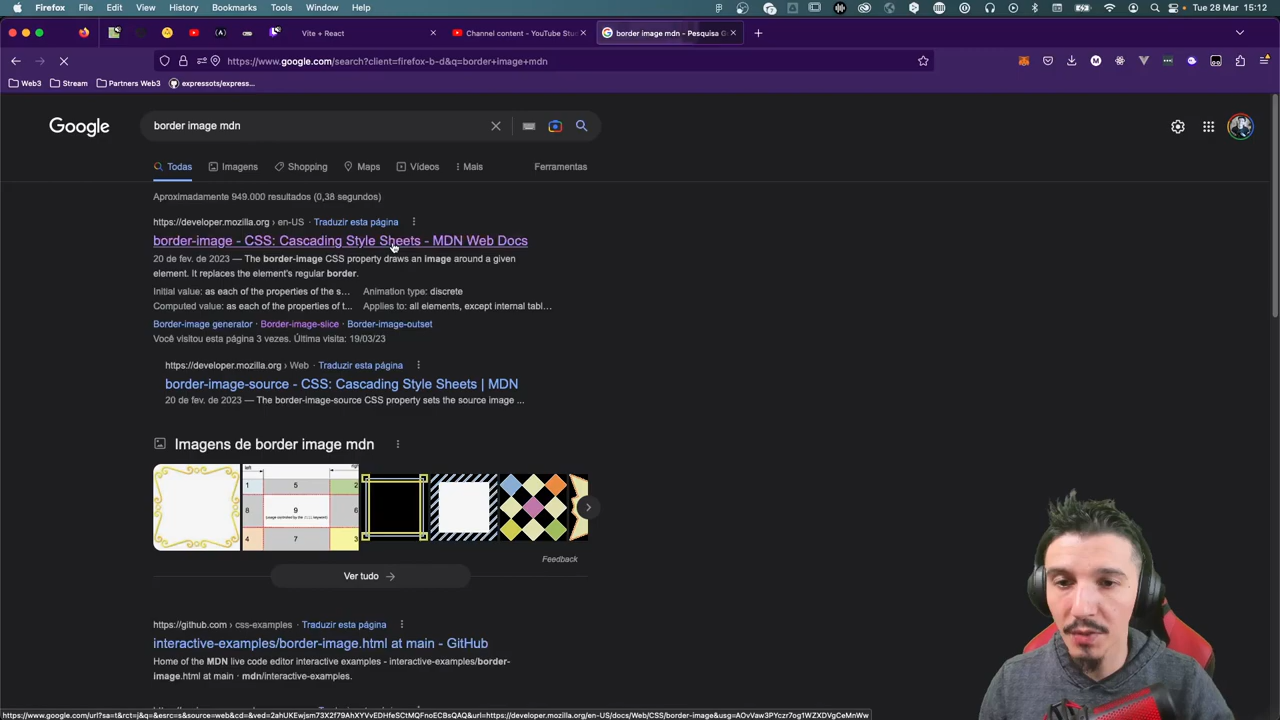 Firefox File Edit View History Bookmarks Tools Window Help
Tue 28 Mar 15:12
Vite + React
Channel content - YouTube Stu
border image mdn - Pesquisa G
https://www.google.com/search?client=firefox-b-d&q=border+image+mdn
Web3 Stream Partners Web3 expressots/express...
Google
border image mdn
Todas Imagens Shopping Maps Vídeos Mais Ferramentas
Aproximadamente 949.000 resultados (0,38 segundos)
https://developer.mozilla.org › en-US · Traduzir esta página
border-image - CSS: Cascading Style Sheets - MDN Web Docs
20 de fev. de 2023 — The border-image CSS property draws an image around a given
element. It replaces the element's regular border.
Initial value: as each of the properties of the s... Animation type: discrete
Computed value: as each of the properties of t... Applies to: all elements, except internal tabl...
Border-image generator · Border-image-slice · Border-image-outset
Você visitou esta página 3 vezes. Última visita: 19/03/23
https://developer.mozilla.org › Web · Traduzir esta página
border-image-source - CSS: Cascading Style Sheets | MDN
20 de fev. de 2023 — The border-image-source CSS property sets the source image ...
Imagens de border image mdn
left
1 5 2
8 9 6
4 7 3
Feedback
Ver tudo
https://github.com › css-examples · Traduzir esta página
interactive-examples/border-image.html at main - GitHub
Home of the MDN live code editor interactive examples - interactive-examples/border-
image.html at main · mdn/interactive-examples.